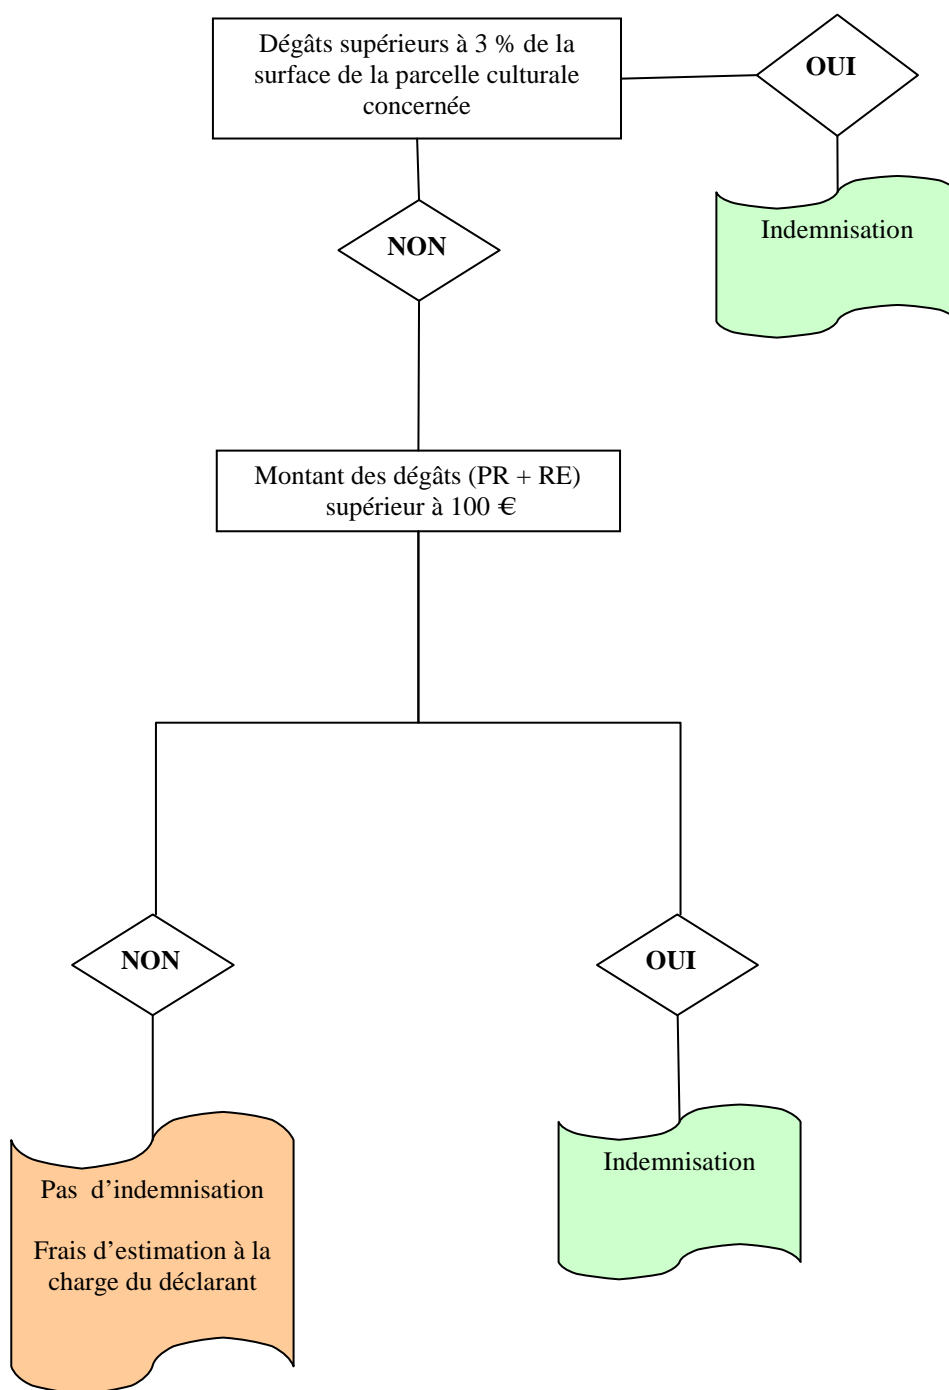 Dégâts supérieurs à 3 % de la
surface de la parcelle culturale
concernée
OUI
Indemnisation
NON
Montant des dégâts (PR + RE)
supérieur à 100 €
NON
OUI
Pas d’indemnisation
Frais d’estimation à la
charge du déclarant
Indemnisation